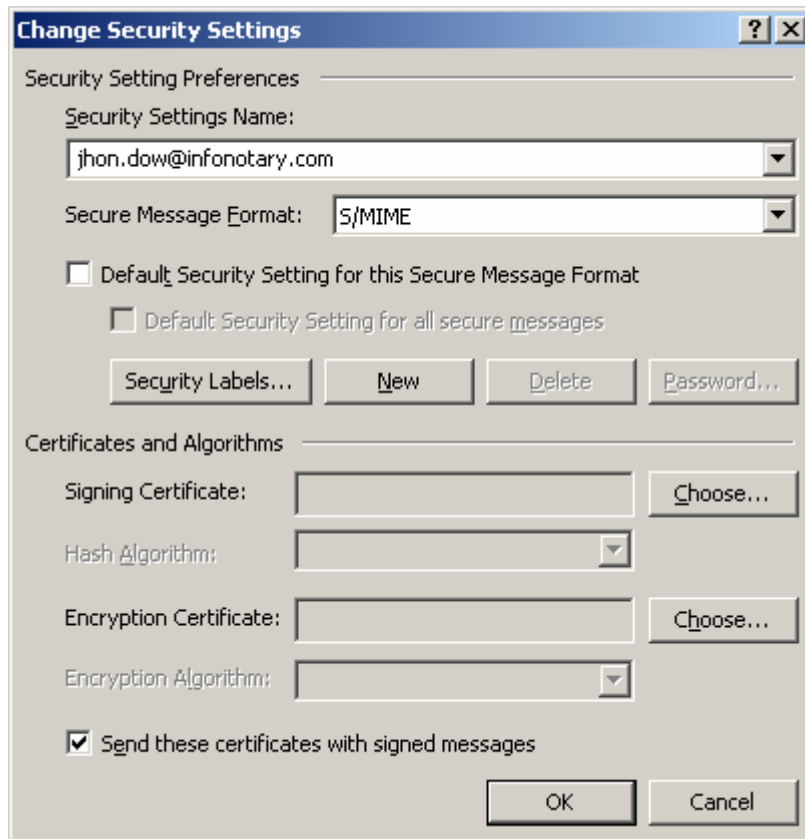 Change Security Settings
Security Setting Preferences
Security Settings Name:
jhon.dow@infonotary.com
Secure Message Format: S/MIME
Default Security Setting for this Secure Message Format
Default Security Setting for all secure messages
Security Labels... New Delete Password...
Certificates and Algorithms
Signing Certificate: Choose...
Hash Algorithm:
Encryption Certificate: Choose...
Encryption Algorithm:
Send these certificates with signed messages
OK Cancel